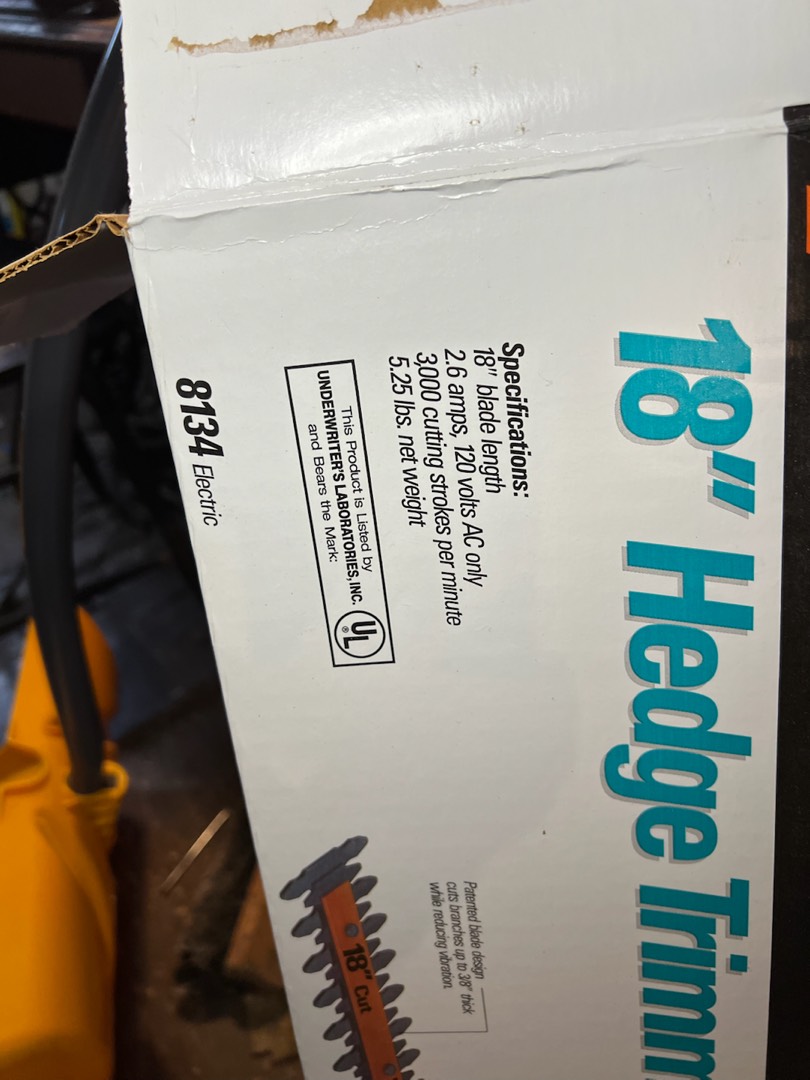 18" Hedge Trimm
Specifications:
18" blade length
2.6 amps, 120 volts AC only
3,000 cutting strokes per minute
5.25 lbs. net weight
This Product is Listed by
UNDERWRITER'S LABORATORIES, INC.
and Bears the Mark:
UL
®
8134 Electric
Patented blade design
cuts branches up to 3/8" thick
while reducing vibration.
18" Cut